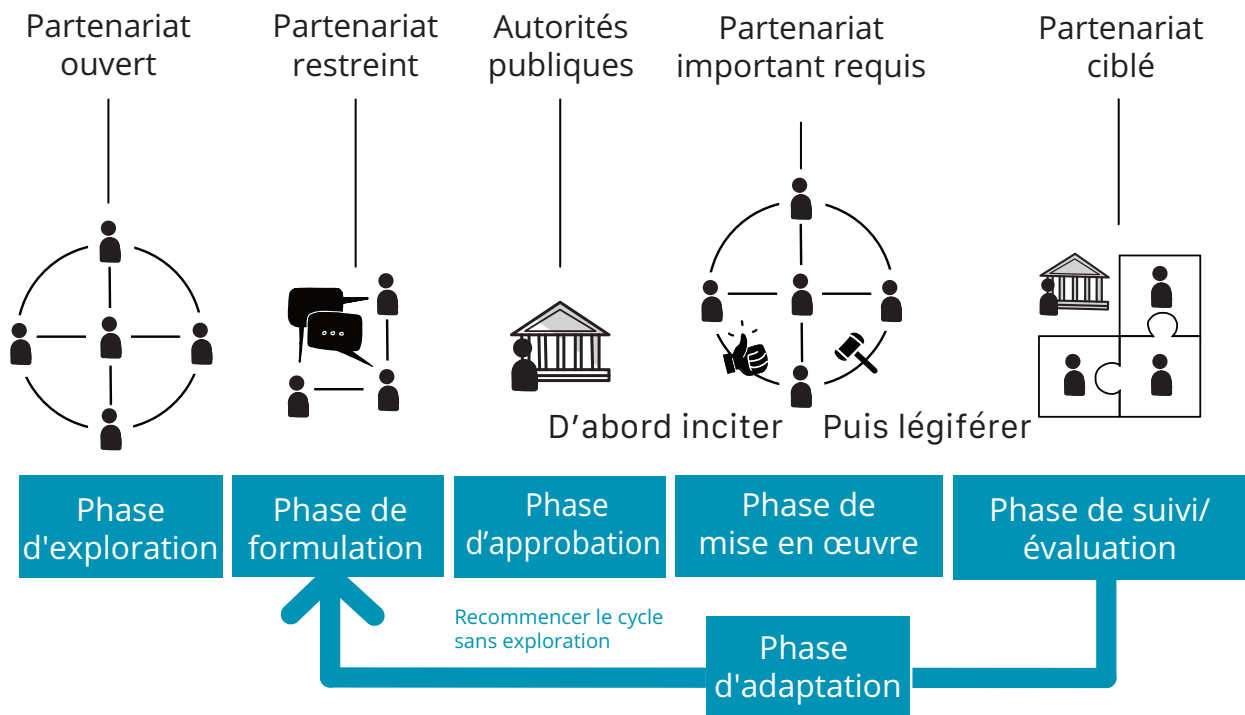 Partenariat
ouvert
Partenariat
restreint
Autorités
publiques
Partenariat
important requis
Partenariat
ciblé
D'abord inciter
Puis légiférer
Phase
d'exploration
Phase de
formulation
Phase
d’approbation
Phase de
mise en œuvre
Phase de suivi/
évaluation
Recommencer le cycle
sans exploration
Phase
d'adaptation